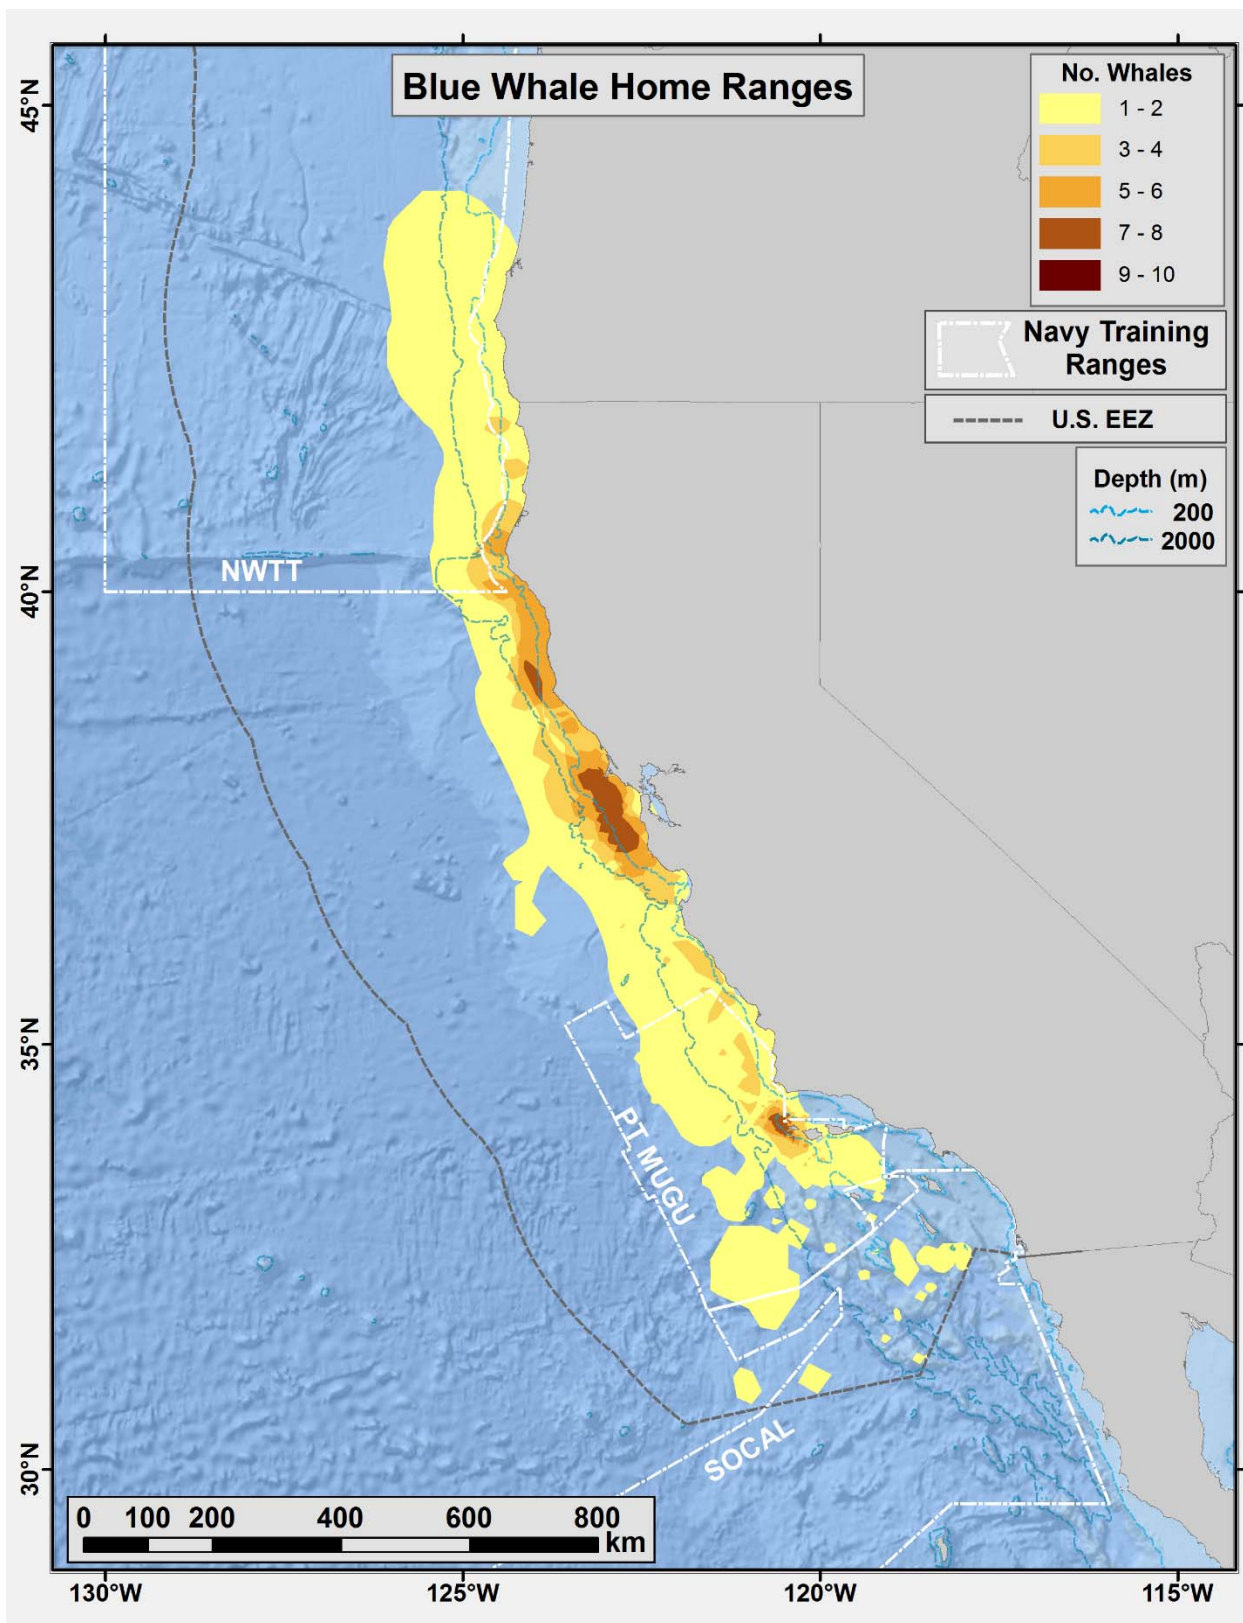 Blue Whale Home Ranges
No. Whales
1 - 2
3 - 4
5 - 6
7 - 8
9 - 10
Navy Training
Ranges
U.S. EEZ
Depth (m)
200
2000
45°N
40°N
35°N
30°N
NWTT
PT MUGU
SOCAL
0 100 200 400 600 800
km
130°W 125°W 120°W 115°W